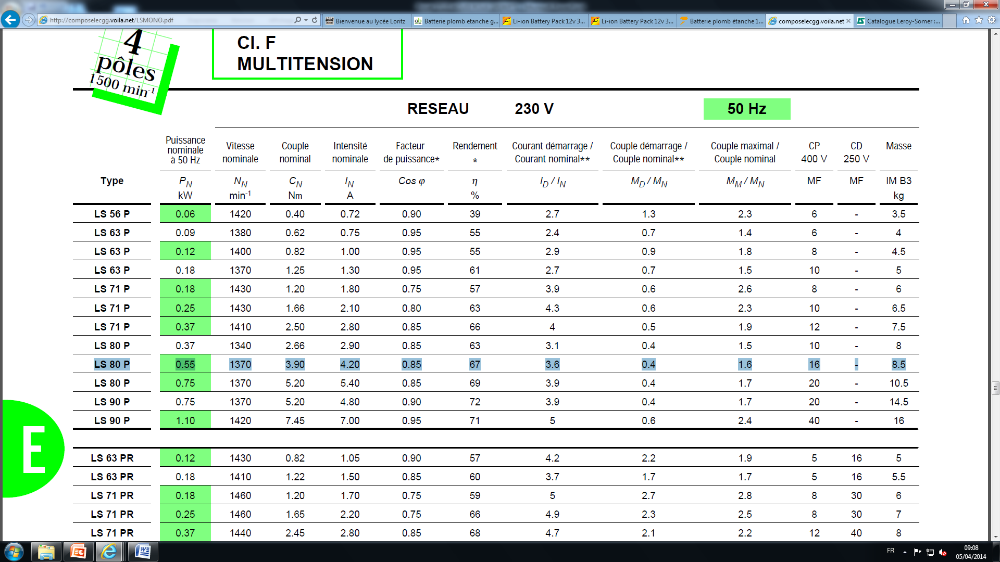 http://composelecgg.voila.net/LSMONO.pdf
Bienvenue au lycée Loritz
Batterie plomb etanche g...
Li-ion Battery Pack 12v 3...
Li-ion Battery Pack 12v 3...
Batterie plomb étanche 1...
composelecgg.voila.net
Catalogue Leroy-Somer :...
4
pôles
1500 min-1
Cl. F
MULTITENSION
RESEAU 230 V 50 Hz
Puissance nominale à 50 Hz
Vitesse nominale
Couple nominal
Intensité nominale
Facteur de puissance*
Rendement *
Courant démarrage / Courant nominal**
Couple démarrage / Couple nominal**
Couple maximal / Couple nominal
CP 400 V
CD 250 V
Masse
Type PN NN CN IN Cos φ η ID / IN MD / MN MM / MN MF MF IM B3
kW min-1 Nm A % kg
LS 56 P 0.06 1420 0.40 0.72 0.90 39 2.7 1.3 2.3 6 - 3.5
LS 63 P 0.09 1380 0.62 0.75 0.95 55 2.4 0.7 1.4 6 - 4
LS 63 P 0.12 1400 0.82 1.00 0.95 55 2.9 0.9 1.8 8 - 4.5
LS 63 P 0.18 1370 1.25 1.30 0.95 61 2.7 0.7 1.5 10 - 5
LS 71 P 0.18 1430 1.20 1.80 0.75 57 3.9 0.6 2.6 8 - 6
LS 71 P 0.25 1430 1.66 2.10 0.80 63 4.3 0.6 2.3 10 - 6.5
LS 71 P 0.37 1410 2.50 2.80 0.85 66 4 0.5 1.9 12 - 7.5
LS 80 P 0.37 1340 2.66 2.90 0.85 63 3.1 0.4 1.5 10 - 8
LS 80 P 0.55 1370 3.90 4.20 0.85 67 3.6 0.4 1.6 16 - 8.5
LS 80 P 0.75 1370 5.20 5.40 0.85 69 3.9 0.4 1.7 20 - 10.5
LS 90 P 0.75 1370 5.20 4.80 0.90 72 3.9 0.4 1.7 20 - 14.5
LS 90 P 1.10 1420 7.45 7.00 0.95 71 5 0.6 2.4 40 - 16
E
LS 63 PR 0.12 1430 0.82 1.05 0.90 57 4.2 2.2 1.9 5 16 5
LS 63 PR 0.18 1410 1.22 1.50 0.85 60 3.7 1.7 1.7 5 16 5.5
LS 71 PR 0.18 1460 1.20 1.70 0.75 59 5 2.7 2.8 8 30 6
LS 71 PR 0.25 1460 1.65 2.20 0.75 66 4.9 2.3 2.5 8 30 7
LS 71 PR 0.37 1440 2.45 2.80 0.85 68 4.7 2.1 2.2 12 40 8
FR
09:08
05/04/2014